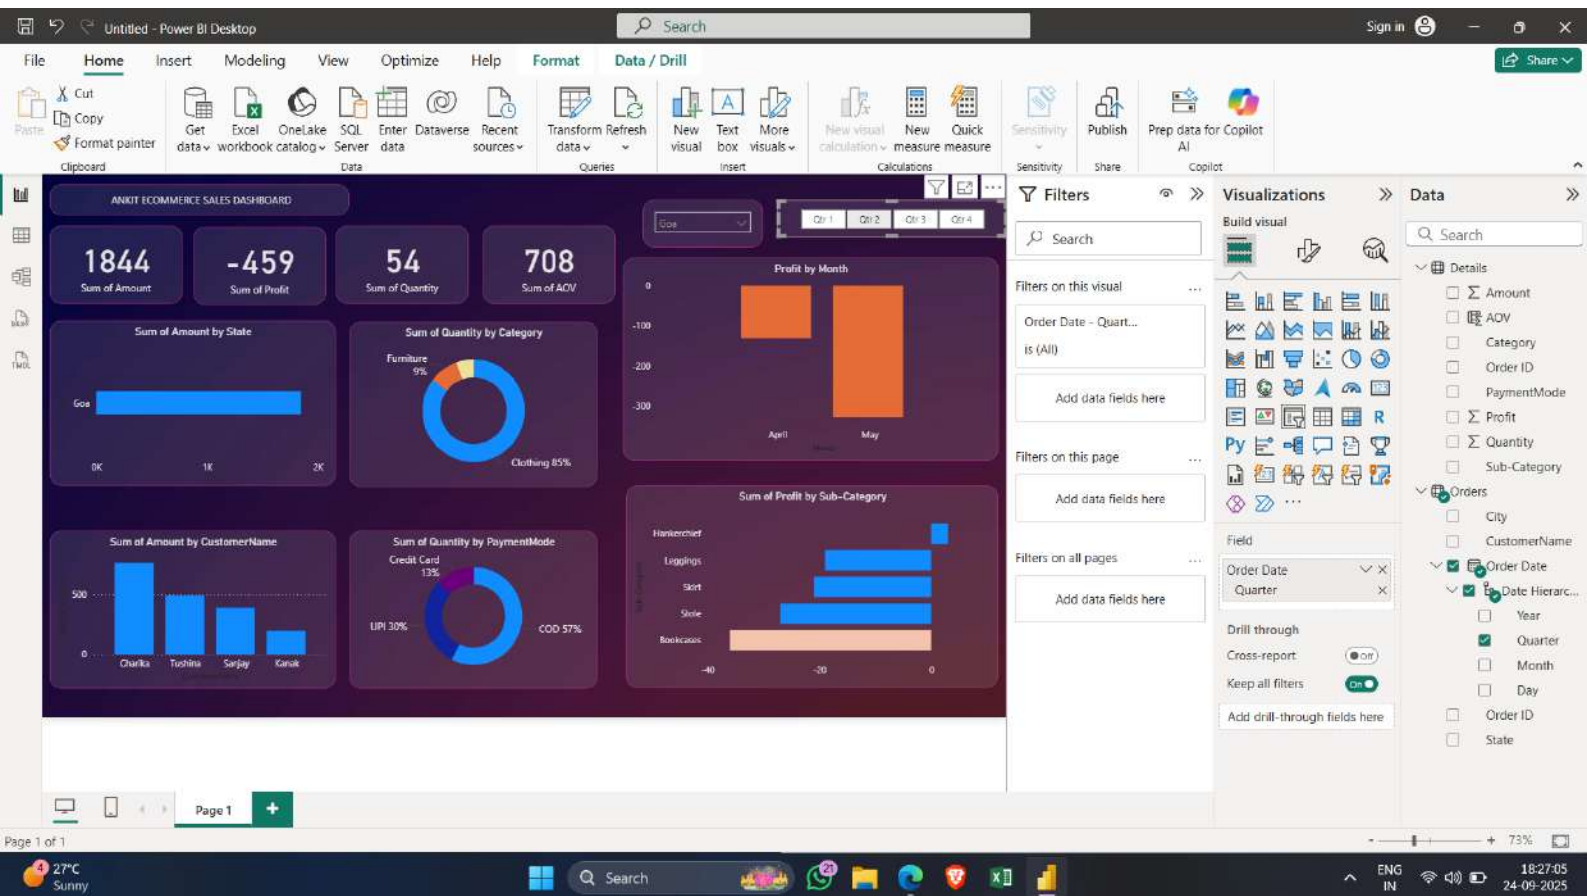 Untitled - Power BI Desktop
Search
Sign in
File Home Insert Modeling View Optimize Help Format Data / Drill
Share
Paste
Cut
Copy
Format painter
Get data
Excel workbook
OneLake catalog
SQL Server
Enter data
Dataverse
Recent sources
Transform data
Refresh
New visual
Text box
More visuals
New visual calculation
New measure
Quick measure
Sensitivity
Publish
Prep data for AI
Copilot
Clipboard
Data
Queries
Insert
Calculations
Sensitivity
Share
Copilot
ANKIT ECOMMERCE SALES DASHBOARD
1844
Sum of Amount
-459
Sum of Profit
54
Sum of Quantity
708
Sum of AOV
Goa
Qtr 1
Qtr 2
Qtr 3
Qtr 4
Sum of Amount by State
Goa
0K 1K 2K
Sum of Quantity by Category
Furniture
9%
Clothing 85%
Profit by Month
0
-100
-200
-300
April May
Sum of Amount by CustomerName
500
0
Charika Tushina Sanjay Kanak
Sum of Quantity by PaymentMode
Credit Card
13%
UPI 30%
COD 57%
Sum of Profit by Sub-Category
Hankerchief
Leggings
Skirt
Stole
Bookcases
-40 -20 0
Filters
Search
Filters on this visual
Order Date - Quart...
is (All)
Add data fields here
Filters on this page
Add data fields here
Filters on all pages
Add data fields here
Visualizations
Build visual
R
Py
Field
Order Date
Quarter
Drill through
Cross-report
Off
Keep all filters
On
Add drill-through fields here
Data
Search
Details
Amount
AOV
Category
Order ID
PaymentMode
Profit
Quantity
Sub-Category
Orders
City
CustomerName
Order Date
Date Hierarc...
Year
Quarter
Month
Day
Order ID
State
Page 1
Page 1 of 1
73%
4
27°C
Sunny
Search
21
ENG
IN
18:27:05
24-09-2025